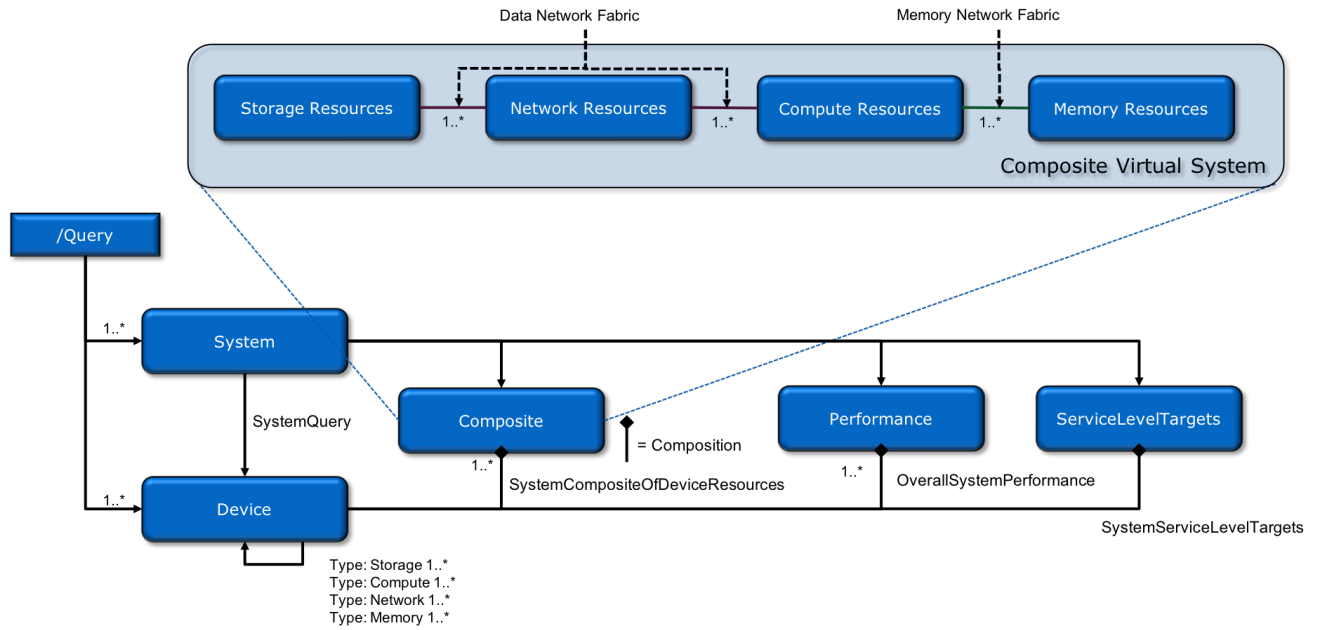 Data Network Fabric
Memory Network Fabric
Storage Resources
Network Resources
Compute Resources
Memory Resources
1..*
1..*
1..*
Composite Virtual System
/Query
1..*
System
SystemQuery
Composite
Performance
ServiceLevelTargets
= Composition
1..*
1..*
SystemCompositeOfDeviceResources
OverallSystemPerformance
1..*
Device
SystemServiceLevelTargets
Type: Storage 1..*
Type: Compute 1..*
Type: Network 1..*
Type: Memory 1..*